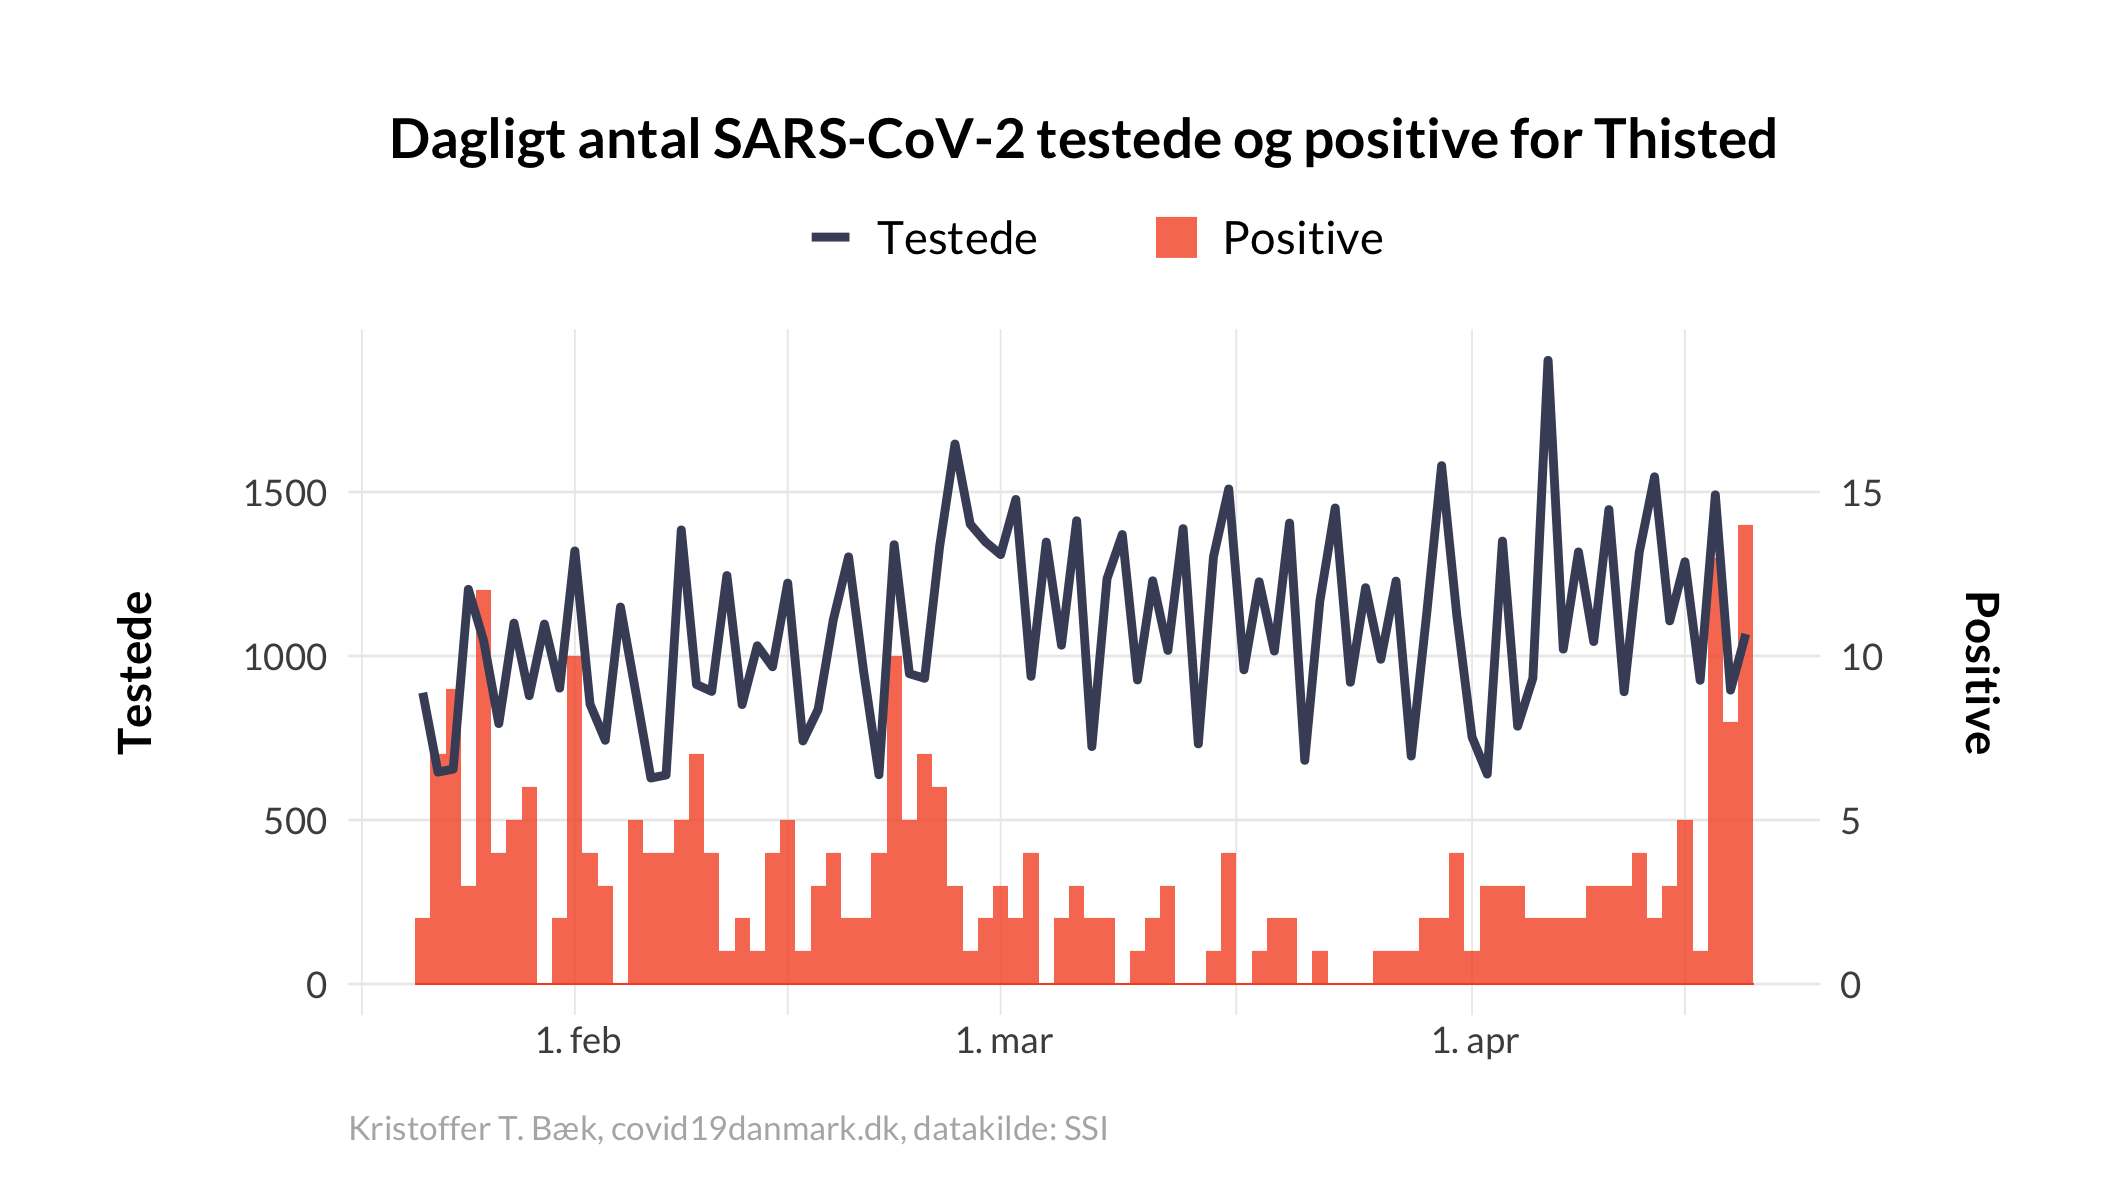 Dagligt antal SARS-CoV-2 testede og positive for Thisted
Testede Positive
1500 15
1000 10
500 5
0 0
Testede
Positive
1. feb 1. mar 1. apr
Kristoffer T. Bæk, covid19danmark.dk, datakilde: SSI